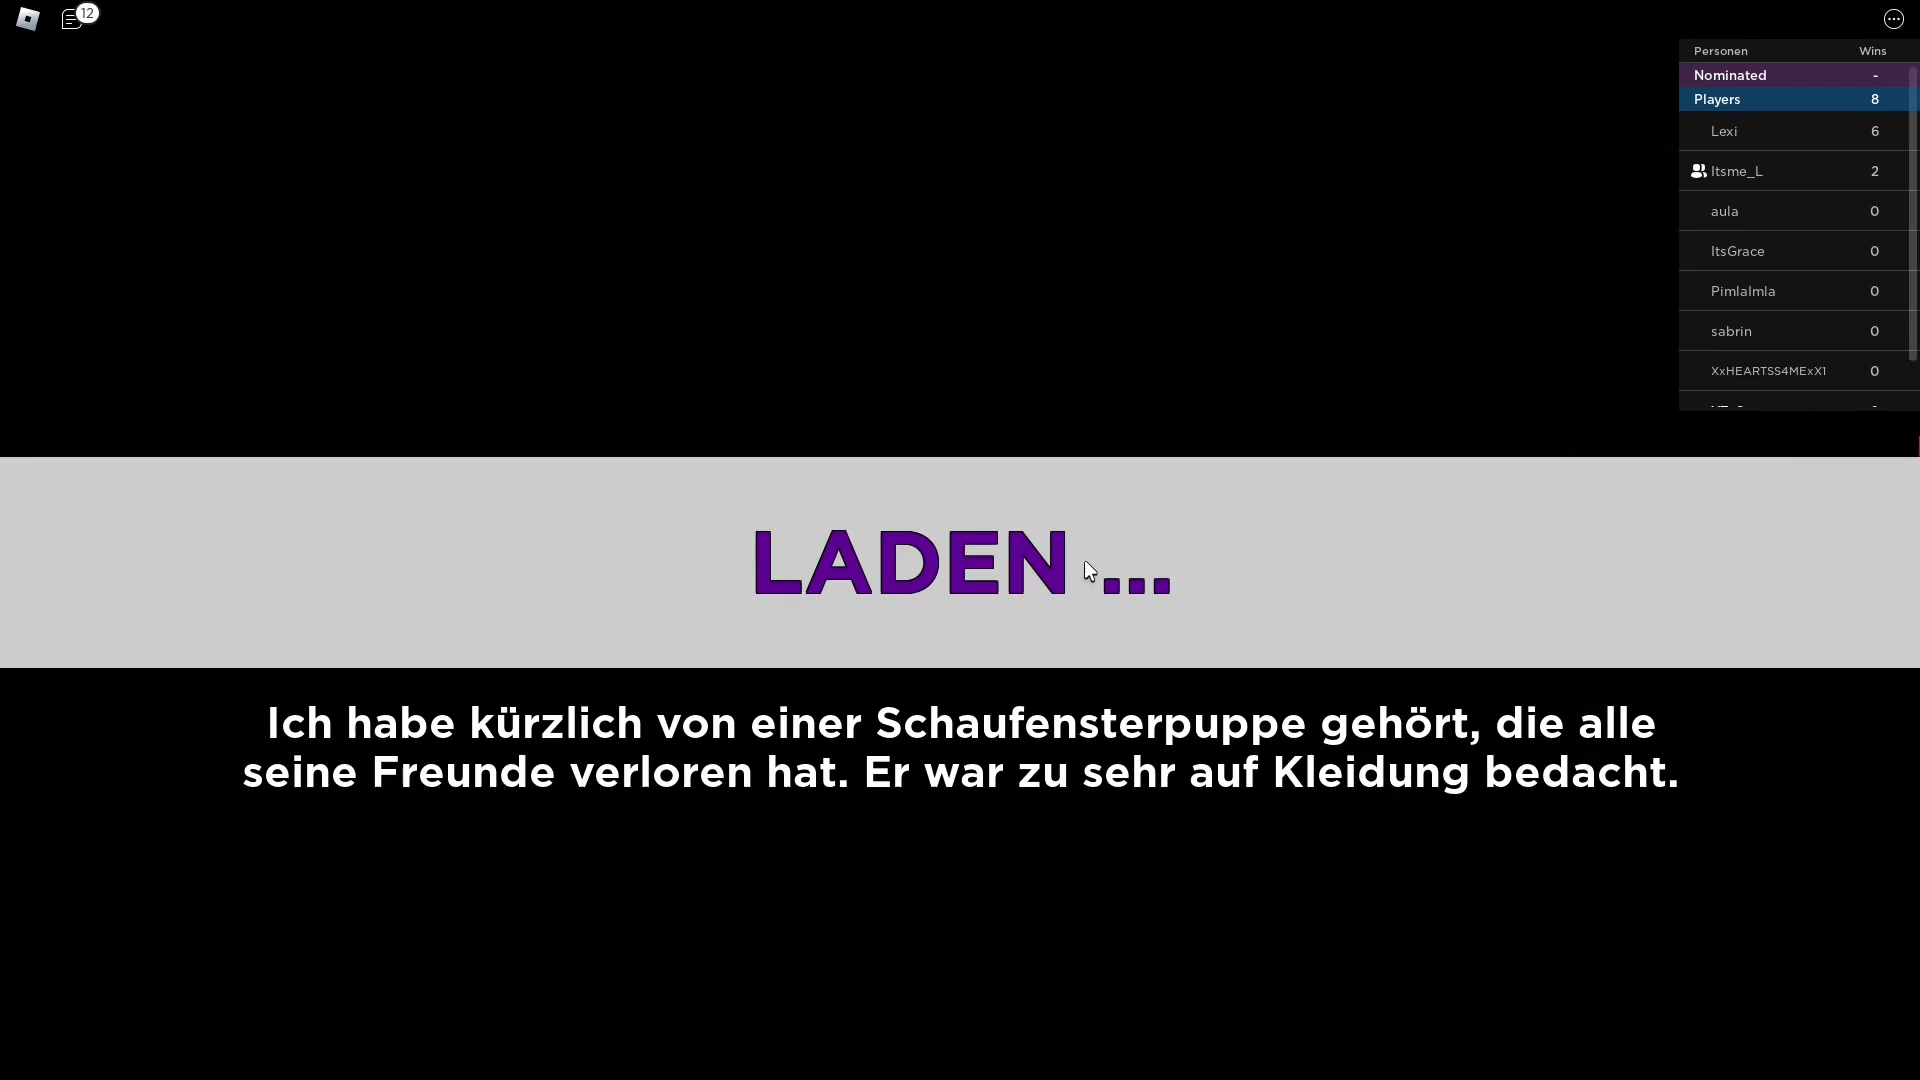 12
Personen Wins
Nominated -
Players 8
Lexi 6
Itsme_L 2
aula 0
ItsGrace 0
PimlaImla 0
sabrin 0
XxHEARTSS4MExX1 0
LADEN ...
Ich habe kürzlich von einer Schaufensterpuppe gehört, die alle
seine Freunde verloren hat. Er war zu sehr auf Kleidung bedacht.